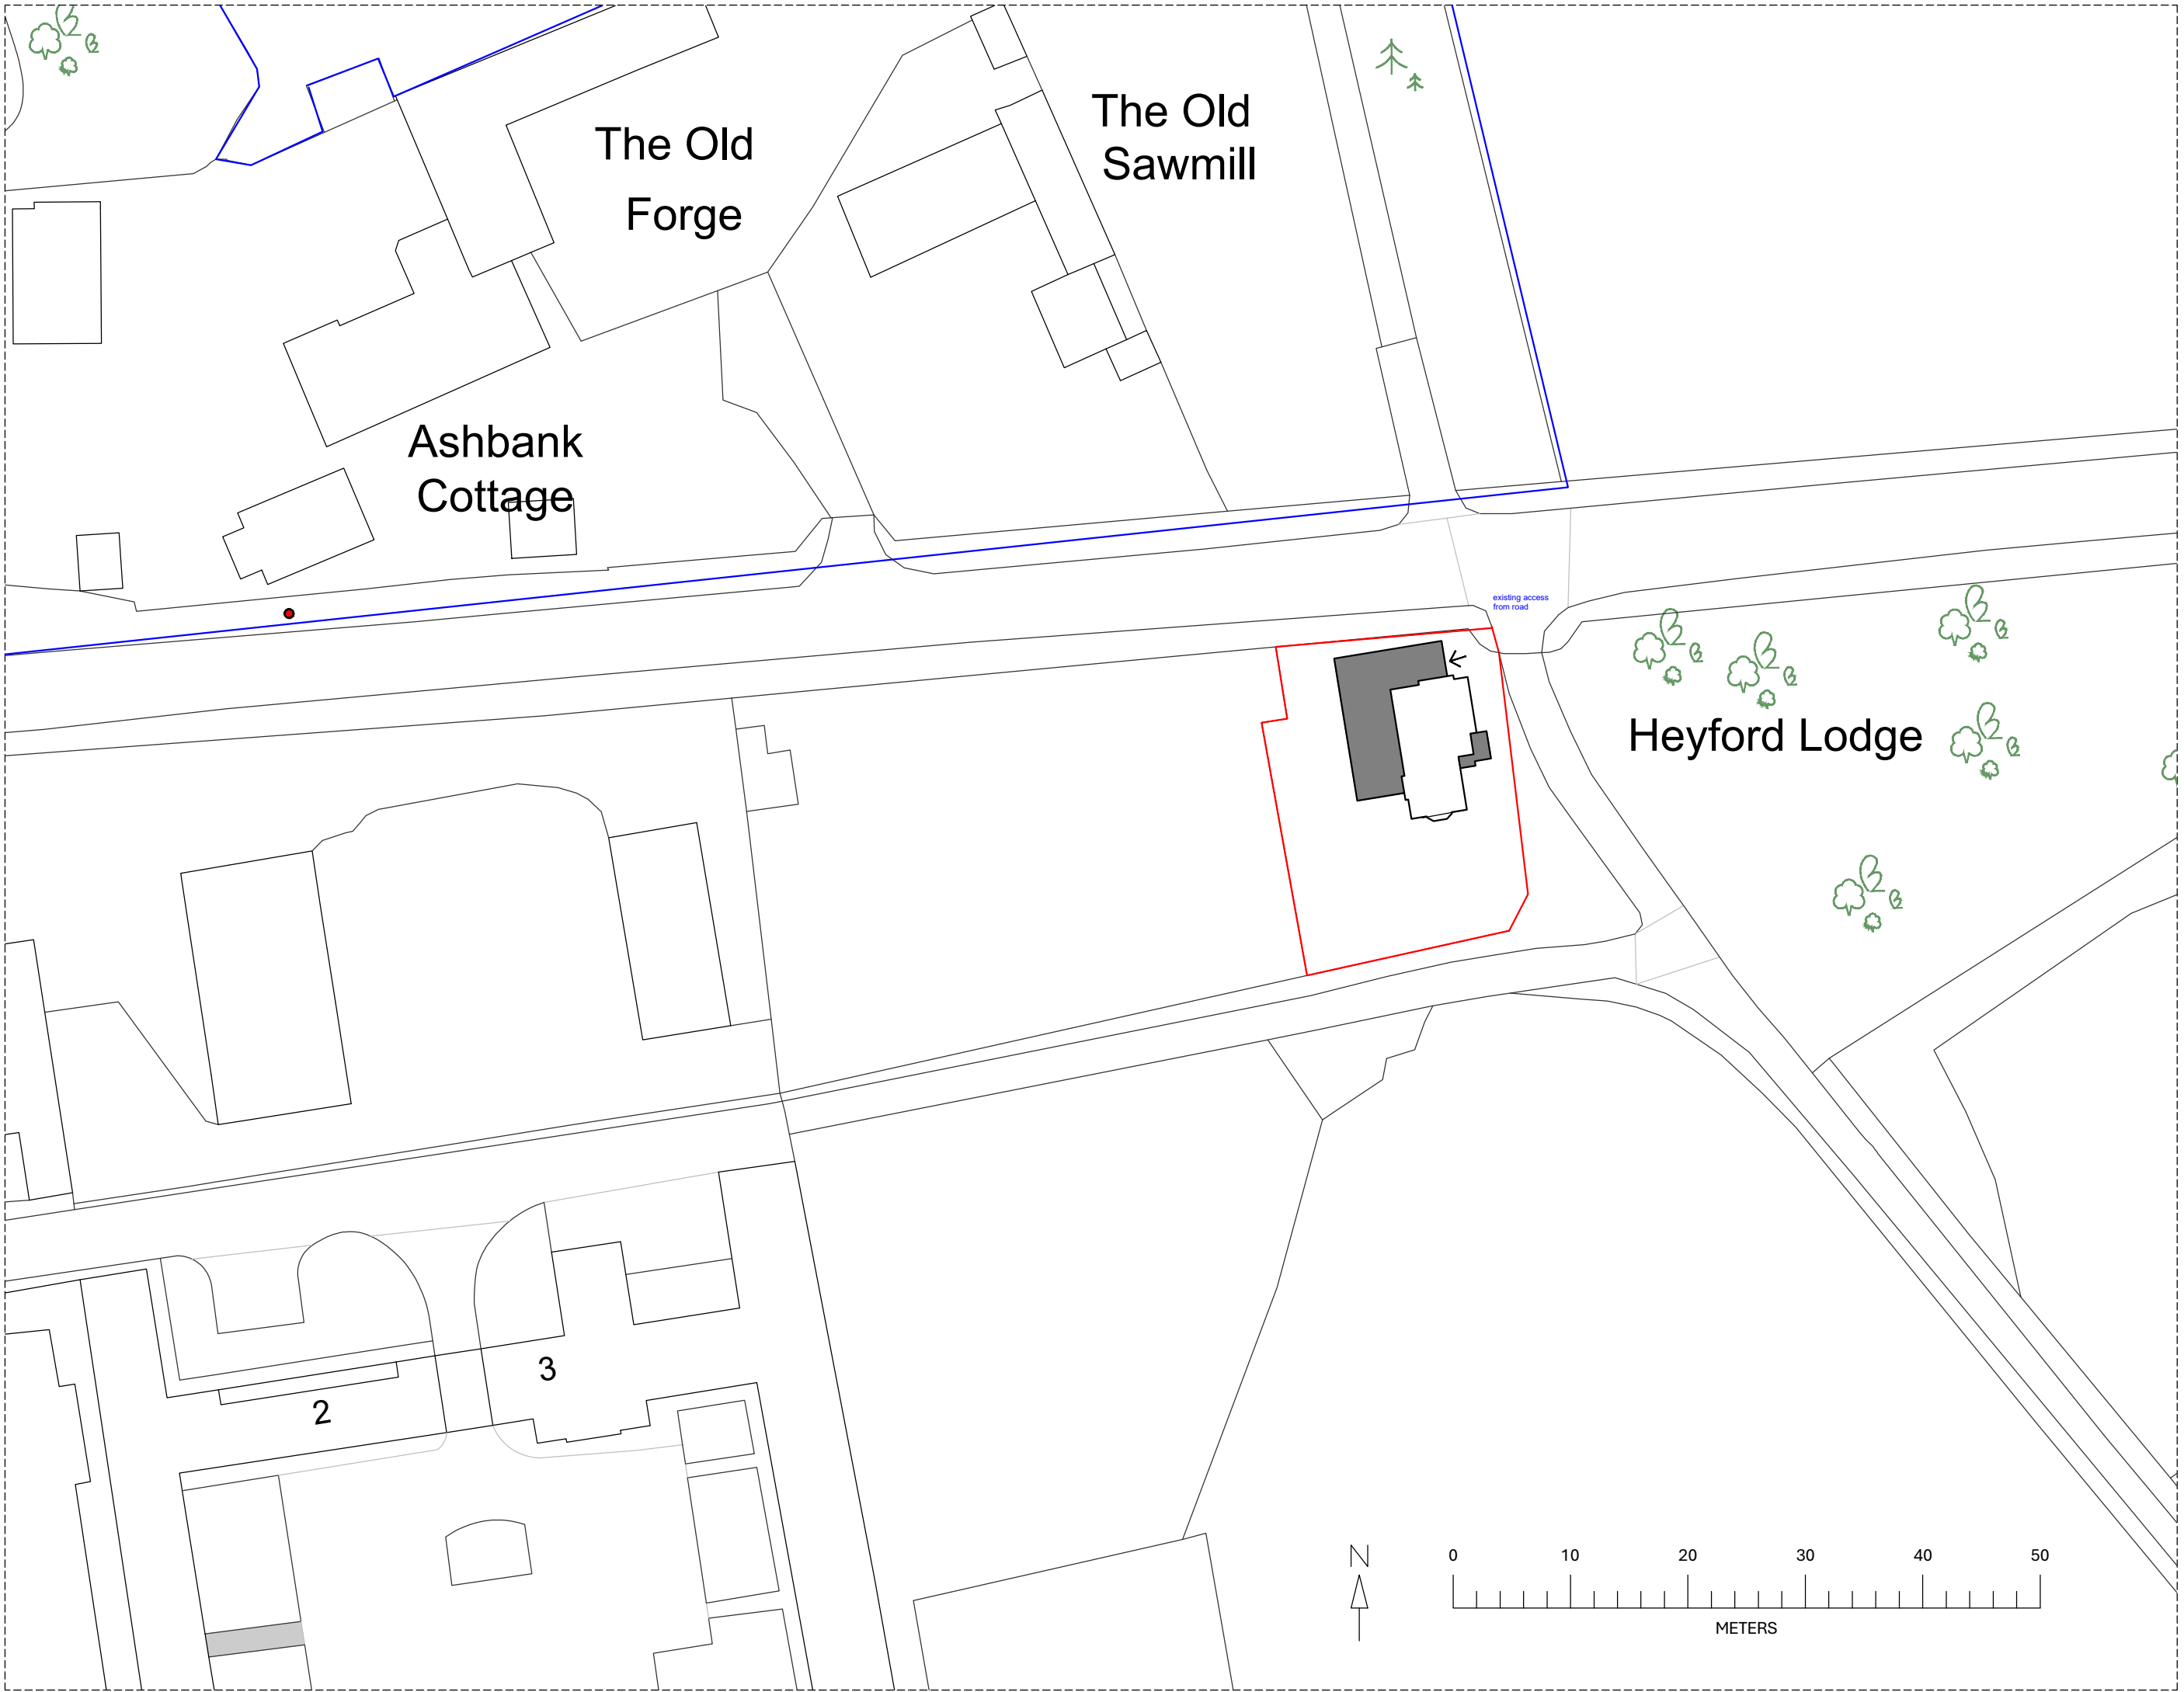 The Old
Forge
The Old
Sawmill
Ashbank
Cottage
existing access
from road
Heyford Lodge
3
2
N
0 10 20 30 40 50
METERS